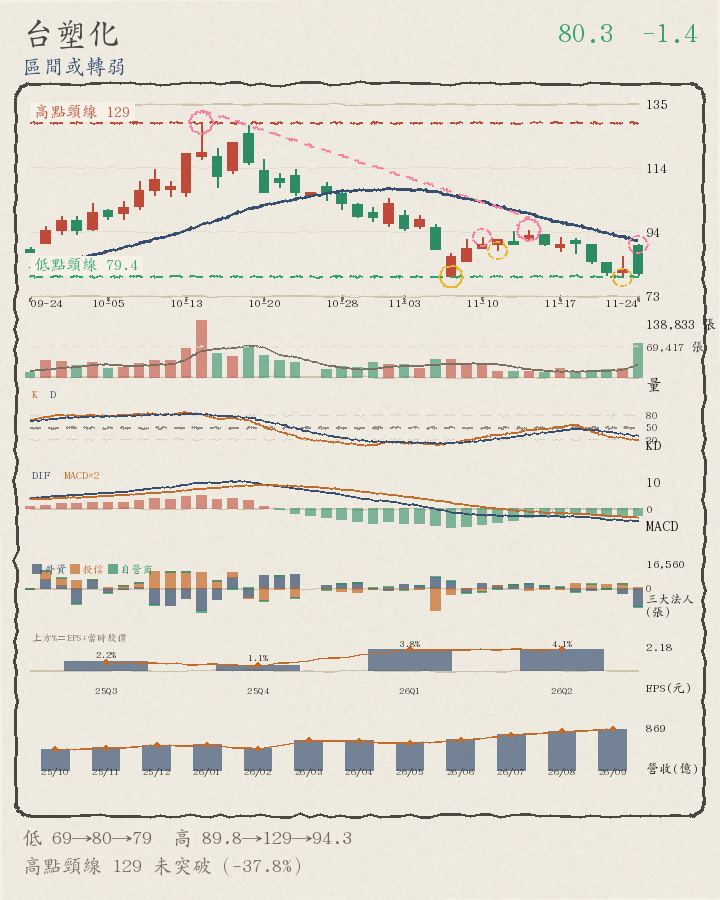 台塑化
80.3 -1.4
區間或轉弱
高點頸線 129
135
114
94
低點頸線 79.4
73
09-24 10-05 10-13 10-20 10-28 11-03 11-10 11-17 11-24
138,833 張
69,417 張
量
K D
80
50
20
KD
DIF MACD×2
10
0
MACD
外資 投信 自營商
16,560
0
三大法人
(張)
上方%=EPS÷當時股價
2.2% 1.1% 3.8% 4.1%
2.18
25Q3 25Q4 26Q1 26Q2
EPS(元)
869
25/10 25/11 25/12 26/01 26/02 26/03 26/04 26/05 26/06 26/07 26/08 26/09
營收(億)
低 69→80→79 高 89.8→129→94.3
高點頸線 129 未突破 (-37.8%)